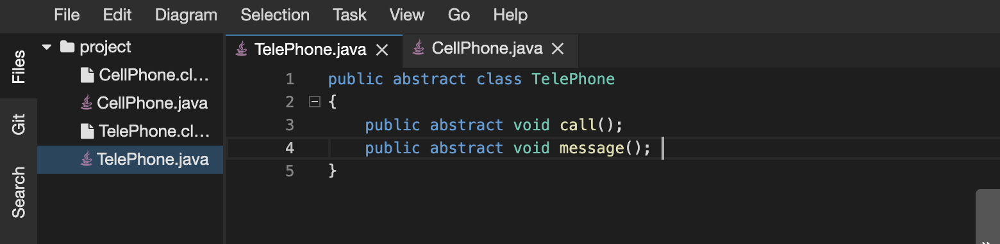 File Edit Diagram Selection Task View Go Help
Files
Git
Search
project
CellPhone.cl...
CellPhone.java
TelePhone.cl...
TelePhone.java
TelePhone.java CellPhone.java
1 public abstract class TelePhone
2 {
3 public abstract void call();
4 public abstract void message();
5 }